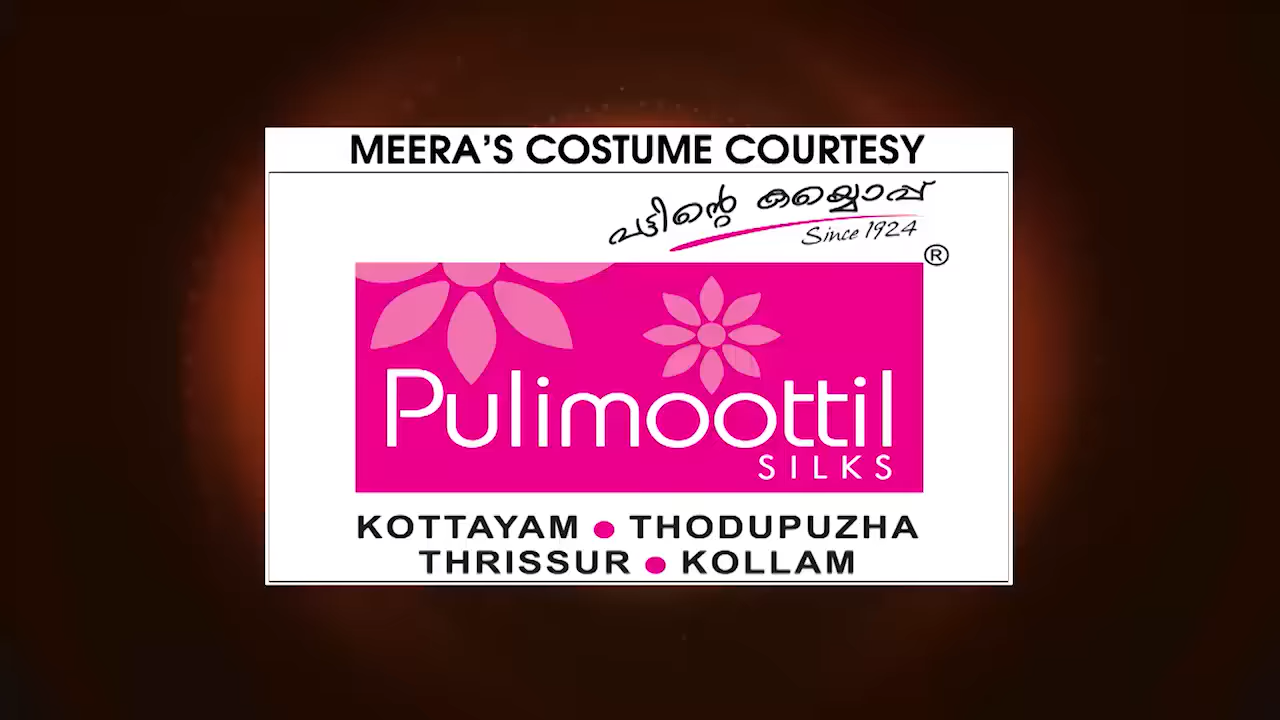 MEERA'S COSTUME COURTESY
പട്ടിന്റെ കയ്യൊപ്പ്
Since 1924
®
Pulimoottil
SILKS
KOTTAYAM ● THODUPUZHA
THRISSUR ● KOLLAM